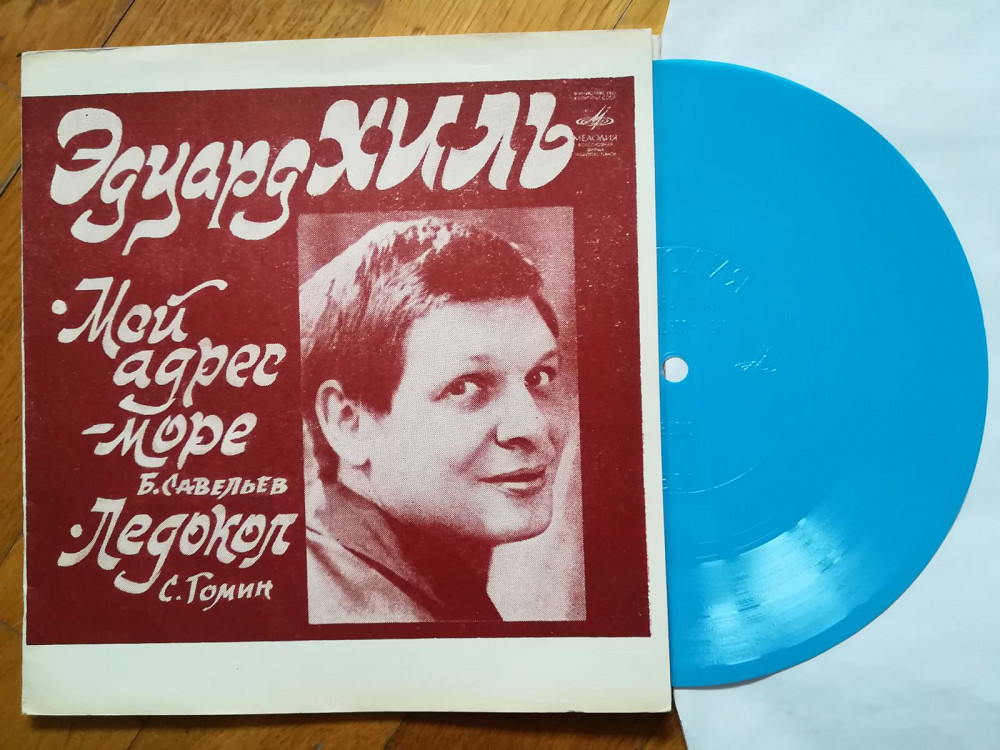 Эдуард ХИЛЬ
МЕЛОДИЯ
• Мой
адрес
-море
Б. САВЕЛЬЕВ
• Ледокол
С. Томин